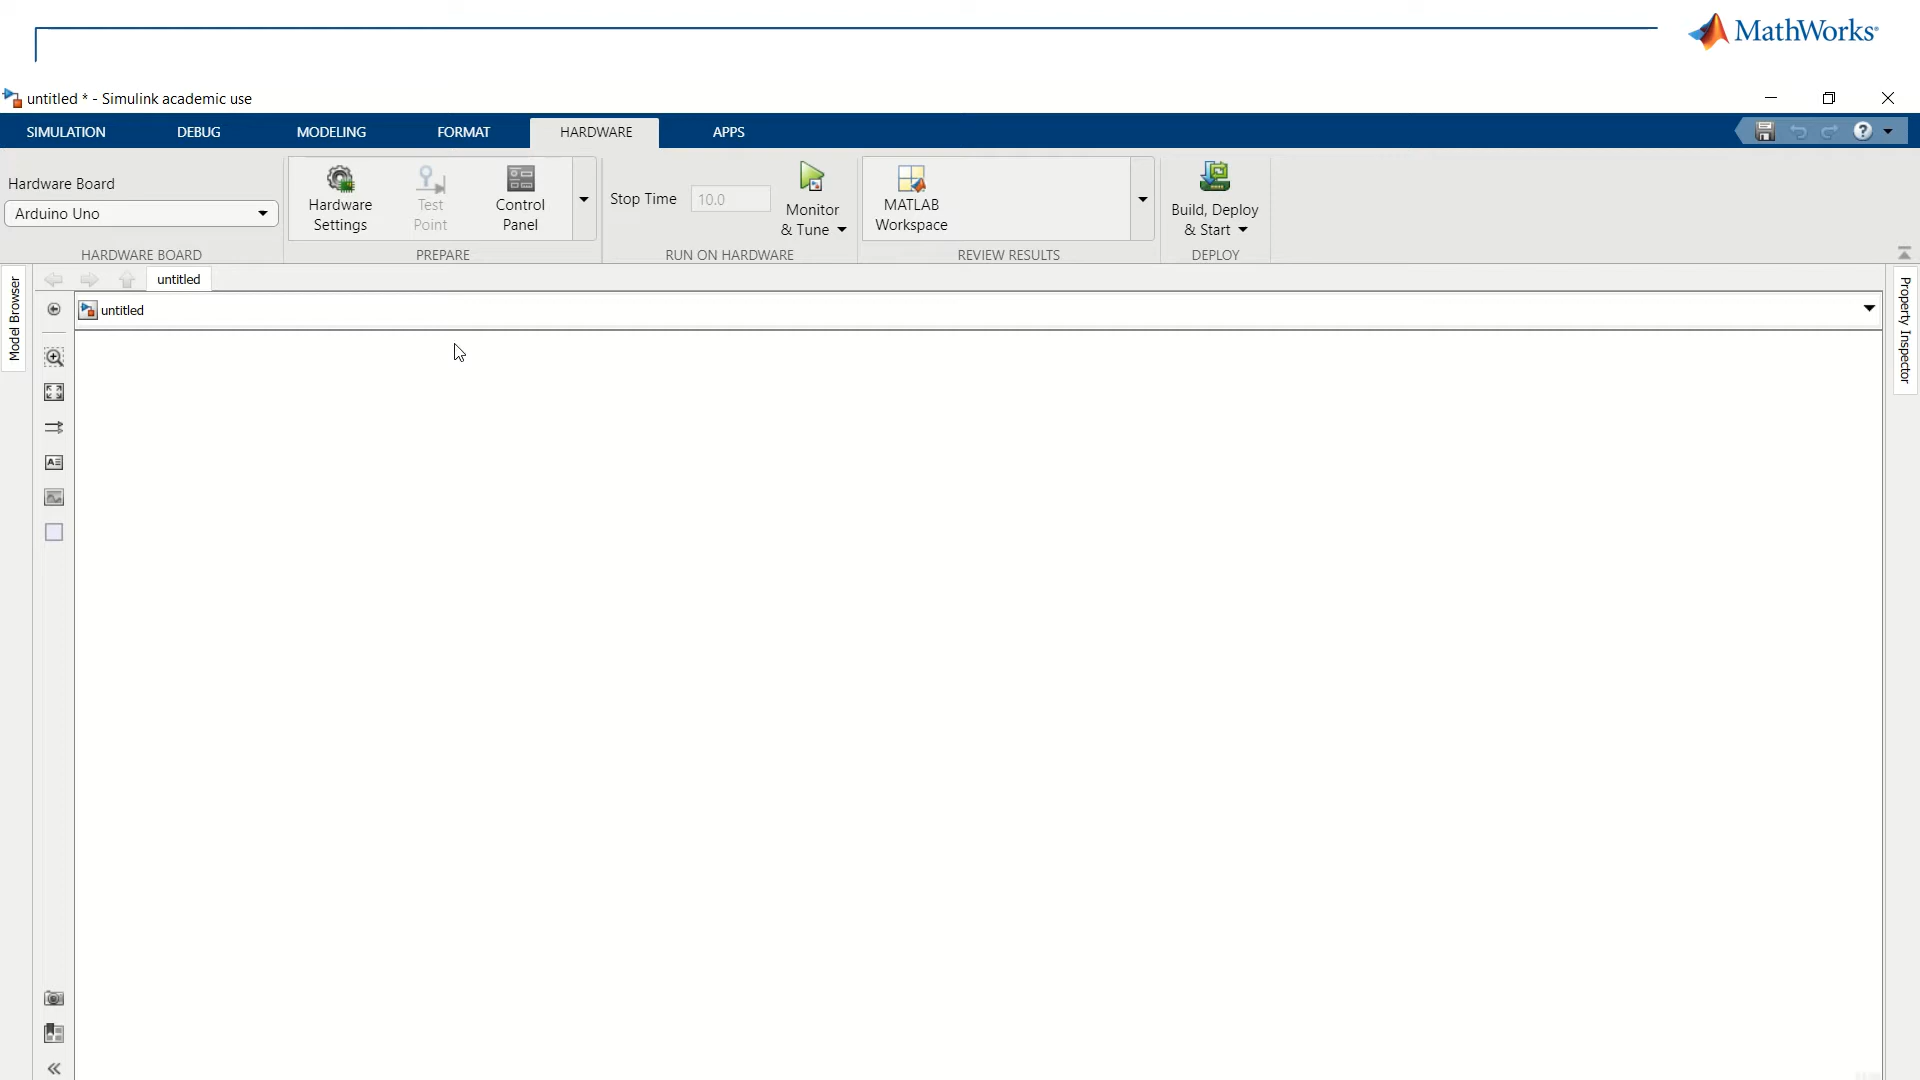 MathWorks
untitled * - Simulink academic use
SIMULATION DEBUG MODELING FORMAT HARDWARE APPS
Hardware Board
Arduino Uno
HARDWARE BOARD
Hardware
Settings
Test
Point
Control
Panel
PREPARE
Stop Time 10.0
Monitor
& Tune
RUN ON HARDWARE
MATLAB
Workspace
REVIEW RESULTS
Build, Deploy
& Start
DEPLOY
Model Browser
untitled
untitled
Property Inspector